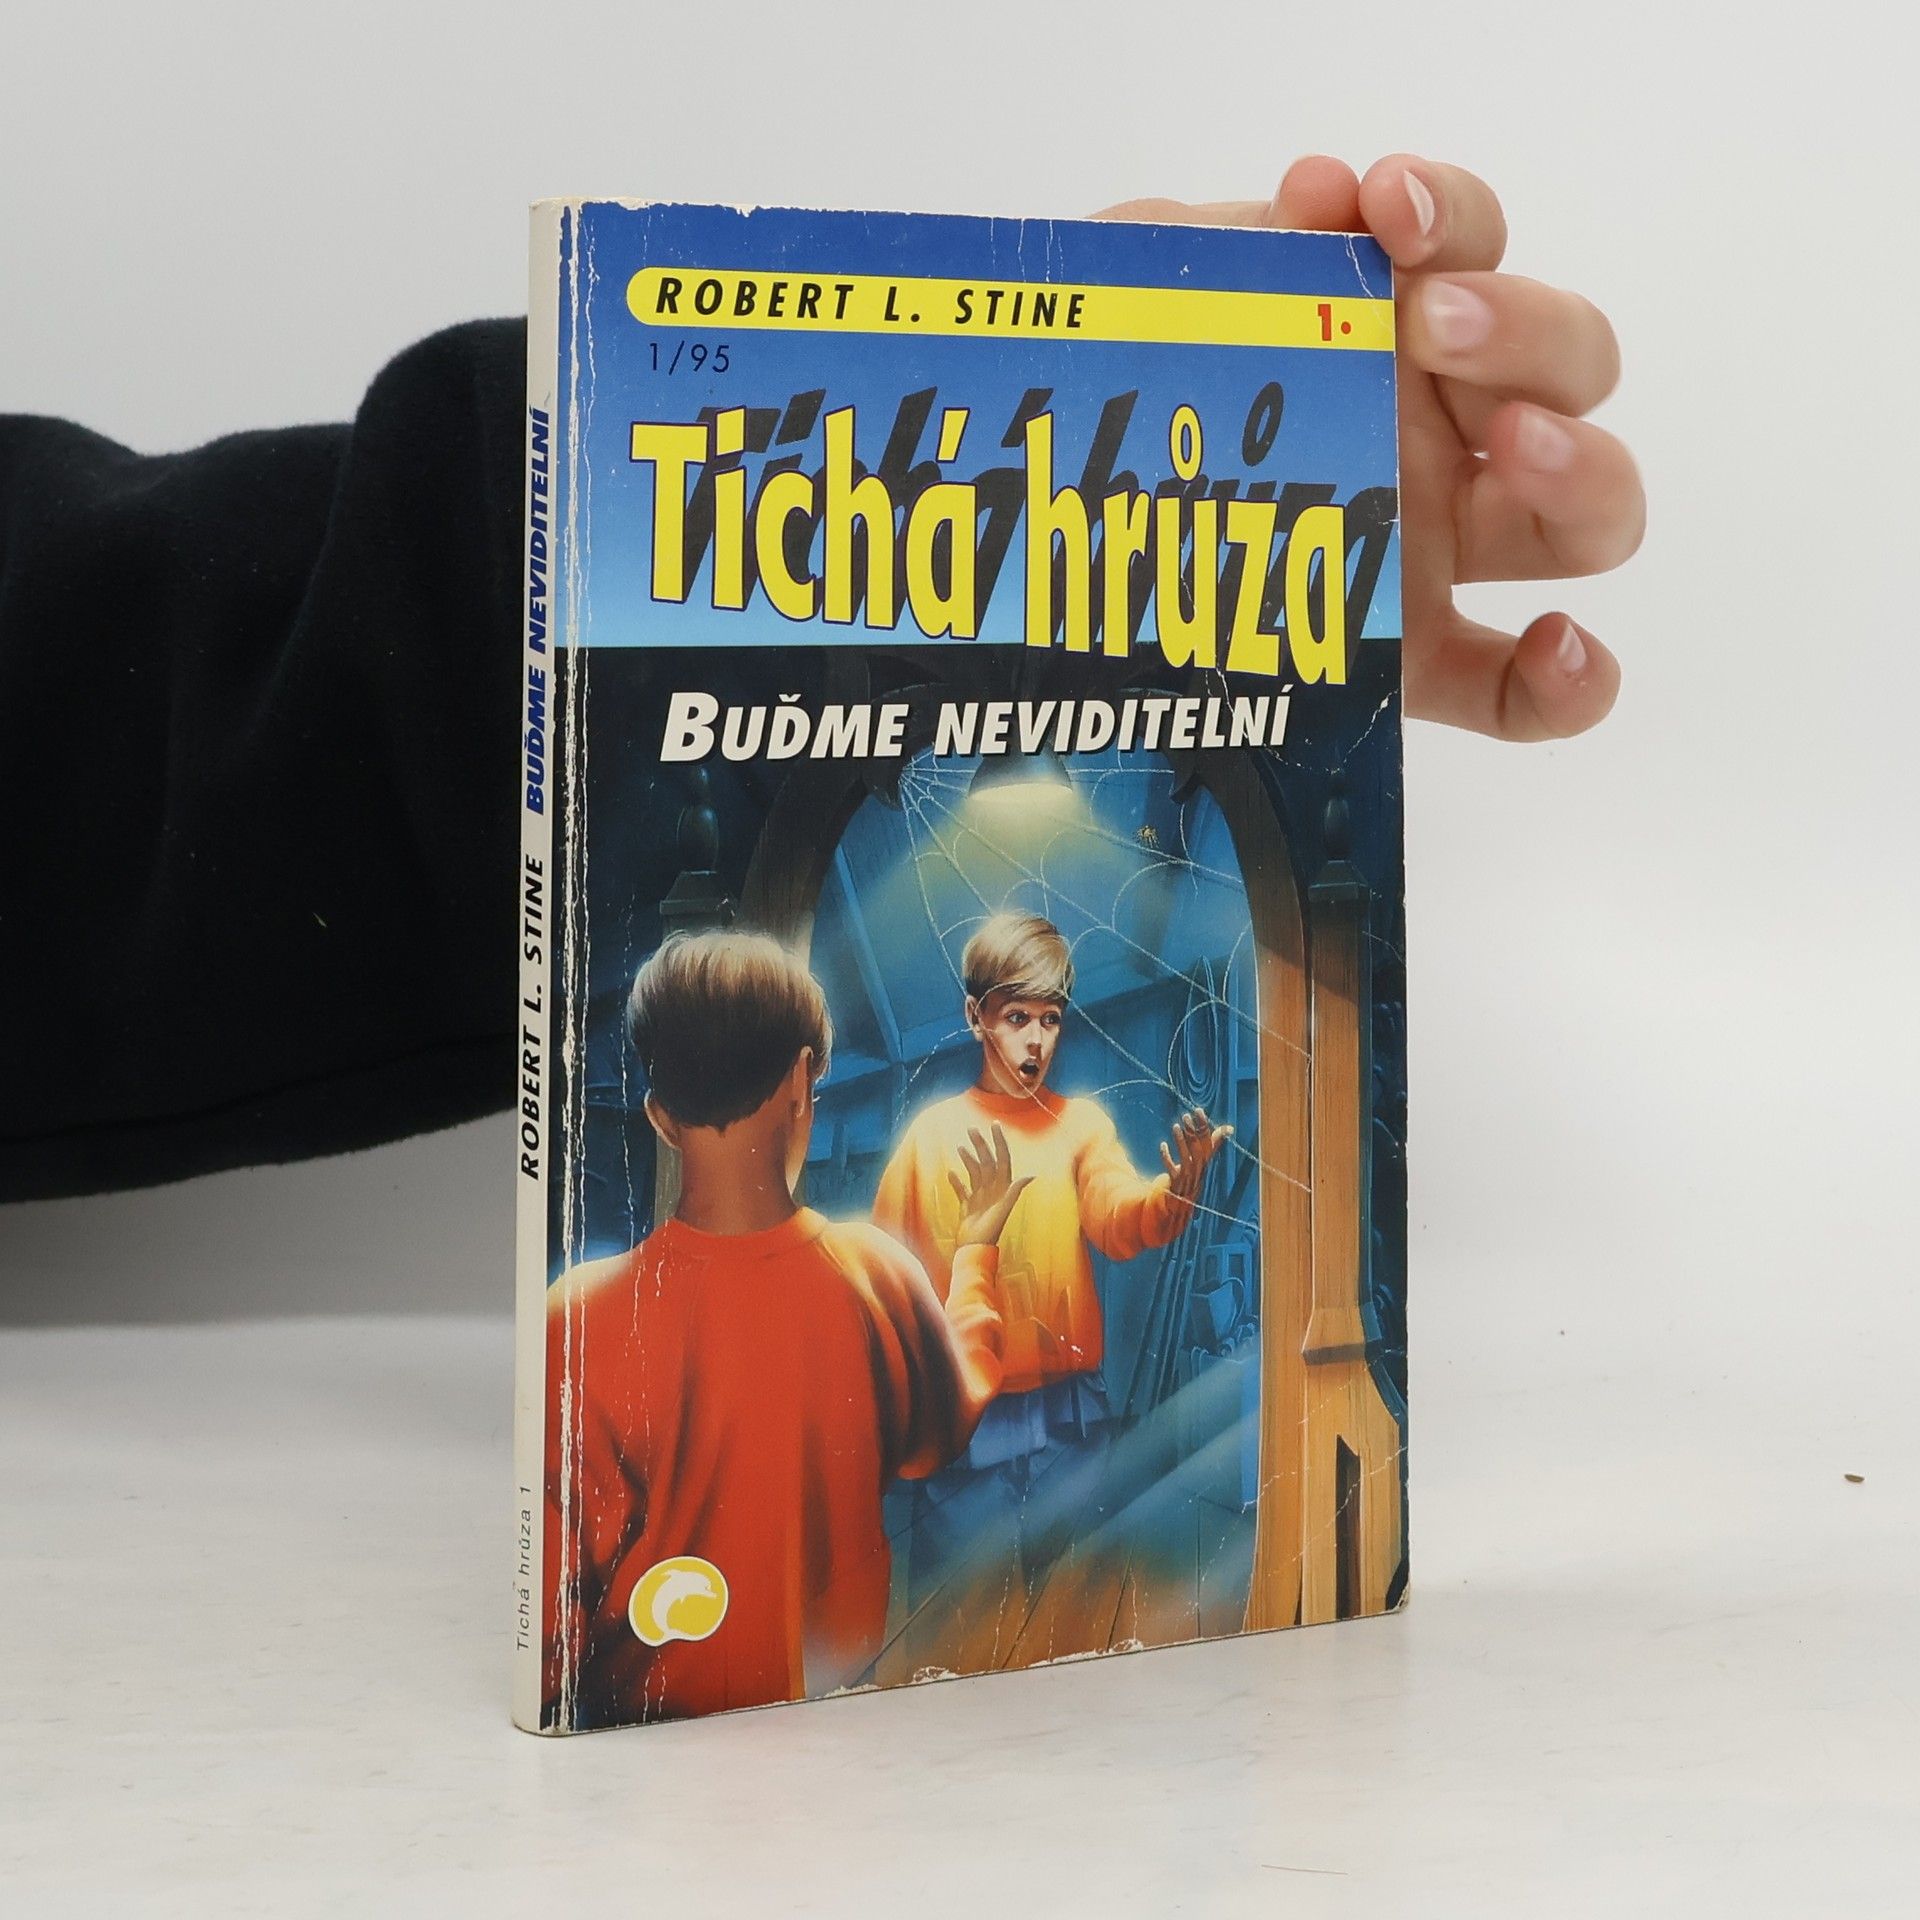 ROBERT L. STINE
1.
1/95
Tichá hrůza
BUĎME NEVIDITELNÍ
Tichá hrůza 1 ROBERT L. STINE BUĎME NEVIDITELNÍ